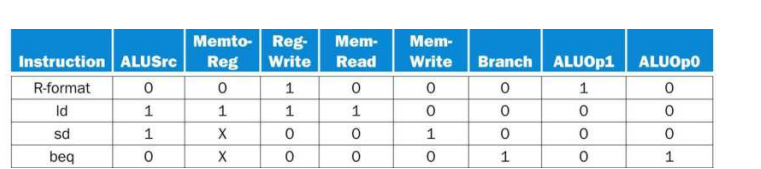 Instruction ALUSrc Memto-Reg Reg-Write Mem-Read Mem-Write Branch ALUOp1 ALUOp0
R-format 0 0 1 0 0 0 1 0
ld 1 1 1 1 0 0 0 0
sd 1 X 0 0 1 0 0 0
beq 0 X 0 0 0 1 0 1